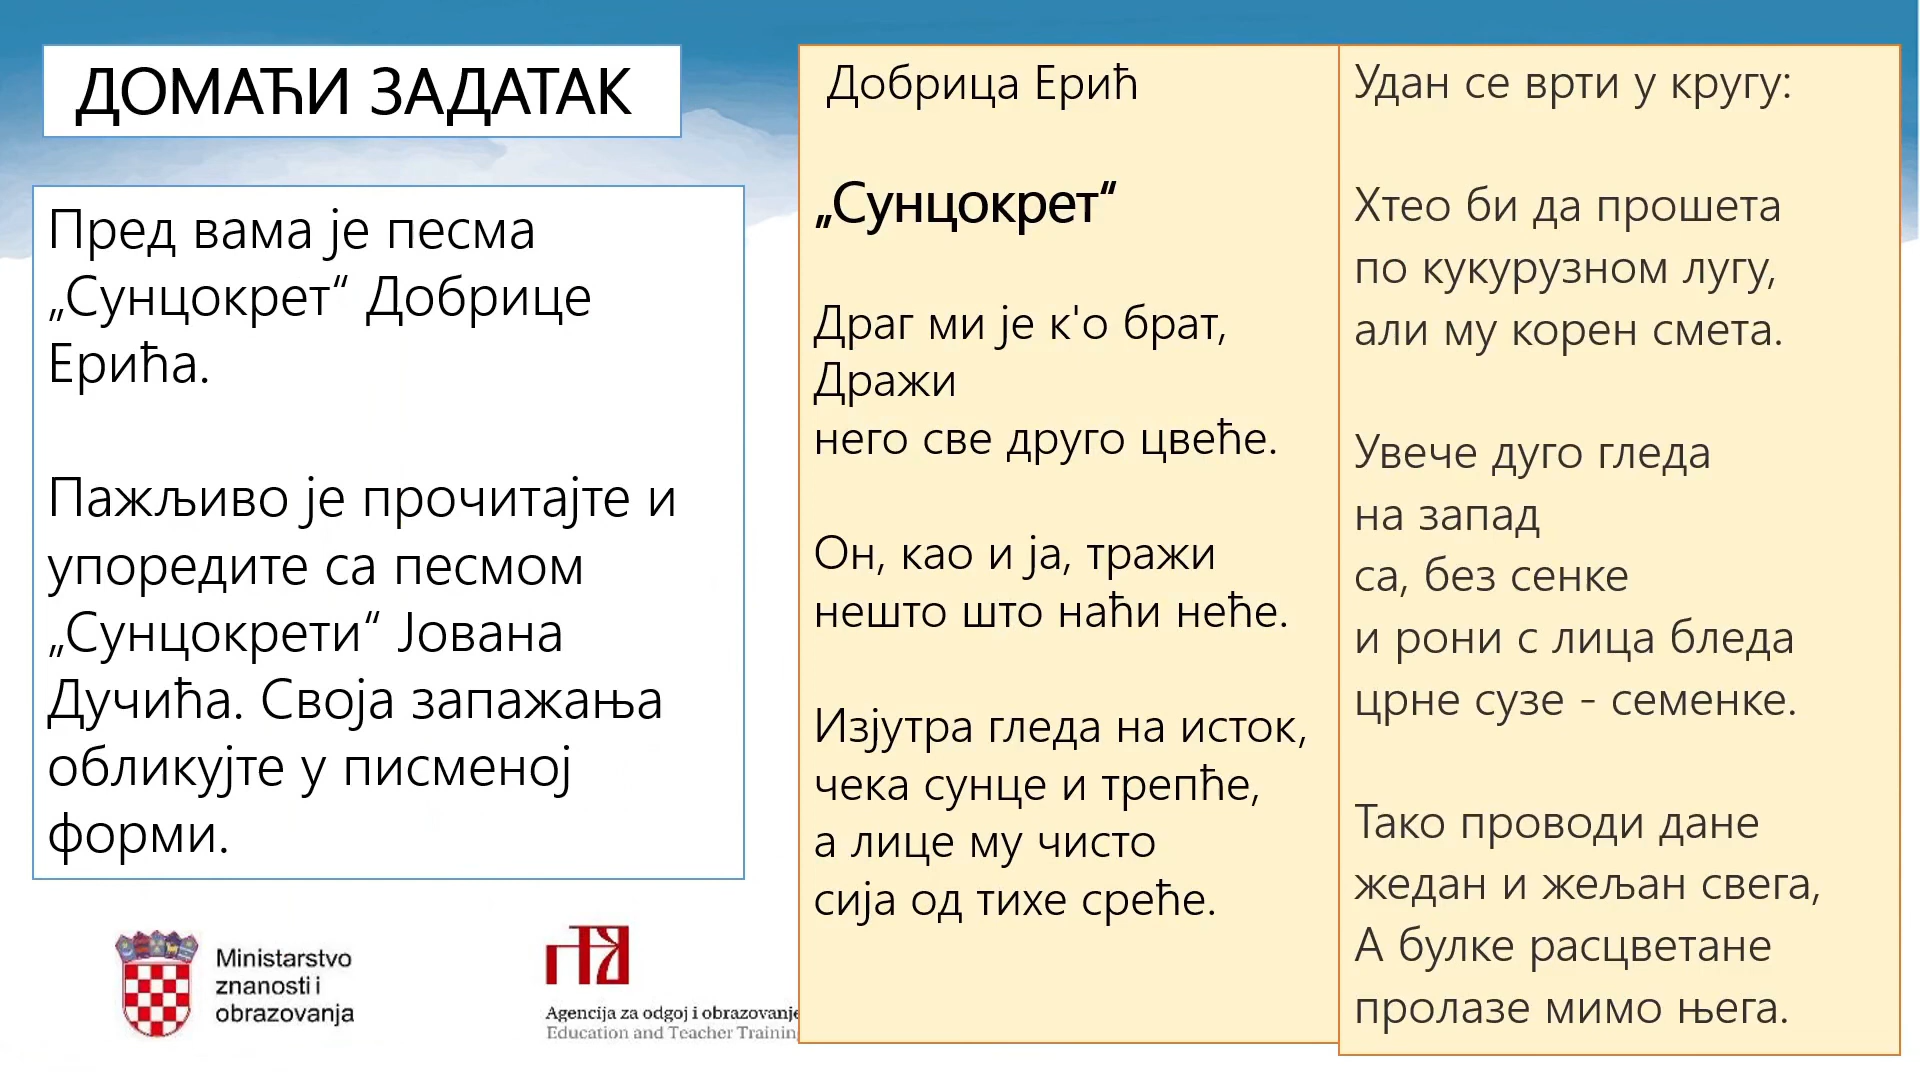 ДОМАЋИ ЗАДАТАК
Пред вама је песма
„Сунцокрет“ Добрице
Ерића.
Пажљиво је прочитајте и
упоредите са песмом
„Сунцокрети“ Јована
Дучића. Своја запажања
обликујте у писменој
форми.
Ministarstvo
znanosti i
obrazovanja
Agencija za odgoj i obrazovanje
Education and Teacher Training
Добрица Ерић
„Сунцокрет“
Драг ми је к'о брат,
Дражи
него све друго цвеће.
Он, као и ја, тражи
нешто што наћи неће.
Изјутра гледа на исток,
чека сунце и трепће,
а лице му чисто
сија од тихе среће.
Удан се врти у кругу:
Хтео би да прошета
по кукурузном лугу,
али му корен смета.
Увече дуго гледа
на запад
са, без сенке
и рони с лица бледа
црне сузе - семенке.
Тако проводи дане
жедан и жељан свега,
А булке расцветане
пролазе мимо њега.